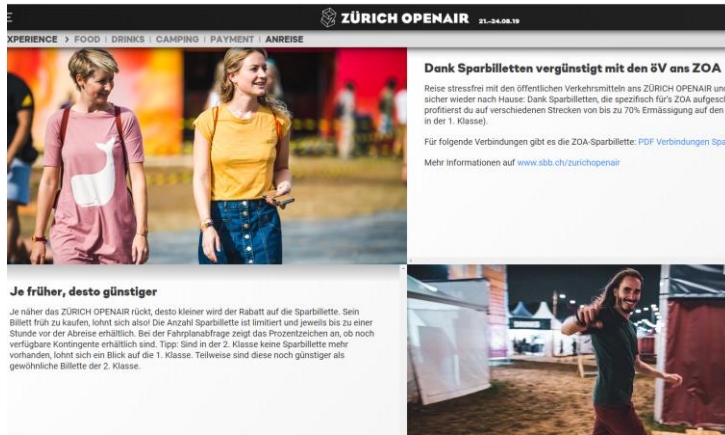 ZÜRICH OPENAIR 21.–24.08.19
XPERIENCE > FOOD | DRINKS | CAMPING | PAYMENT | ANREISE
Dank Sparbilletten vergünstigt mit den öV ans ZOA
Reise stressfrei mit den öffentlichen Verkehrsmitteln ans ZÜRICH OPENAIR und
sicher wieder nach Hause: Dank Sparbilletten, die spezifisch für's ZOA aufgesc
profitierst du auf verschiedenen Strecken von bis zu 70% Ermässigung auf den
in der 1. Klasse).
Für folgende Verbindungen gibt es die ZOA-Sparbillette: PDF Verbindungen Spa
Mehr Informationen auf www.sbb.ch/zurichopenair
Je früher, desto günstiger
Je näher das ZÜRICH OPENAIR rückt, desto kleiner wird der Rabatt auf die Sparbillette. Sein
Billett früh zu kaufen, lohnt sich also! Die Anzahl Sparbillette ist limitiert und jeweils bis zu einer
Stunde vor der Abreise erhältlich. Bei der Fahrplanabfrage zeigt das Prozentzeichen an, ob noch
verfügbare Kontingente erhältlich sind. Tipp: Sind in der 2. Klasse keine Sparbillette mehr
vorhanden, lohnt sich ein Blick auf die 1. Klasse. Teilweise sind diese noch günstiger als
gewöhnliche Billette der 2. Klasse.